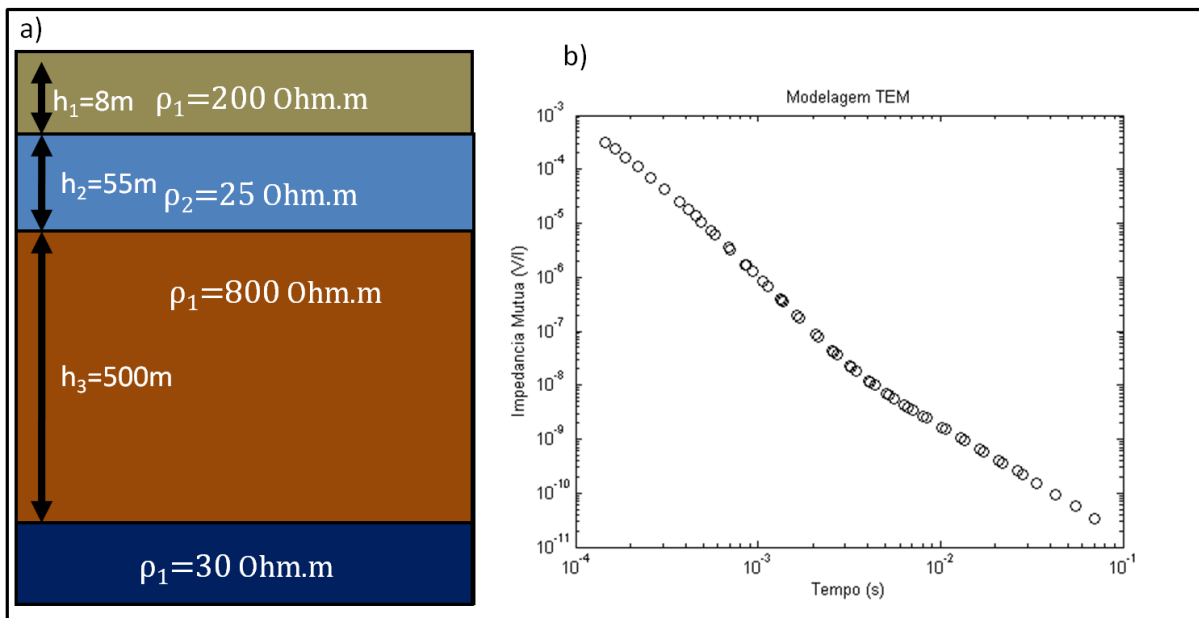 a)
h₁=8m ρ₁=200 Ohm.m
h₂=55m ρ₂=25 Ohm.m
ρ₁=800 Ohm.m
h₃=500m
ρ₁=30 Ohm.m
b)
Modelagem TEM
Impedancia Mutua (V/I)
10⁻³
10⁻⁴
10⁻⁵
10⁻⁶
10⁻⁷
10⁻⁸
10⁻⁹
10⁻¹⁰
10⁻¹¹
10⁻⁴ 10⁻³ 10⁻² 10⁻¹
Tempo (s)